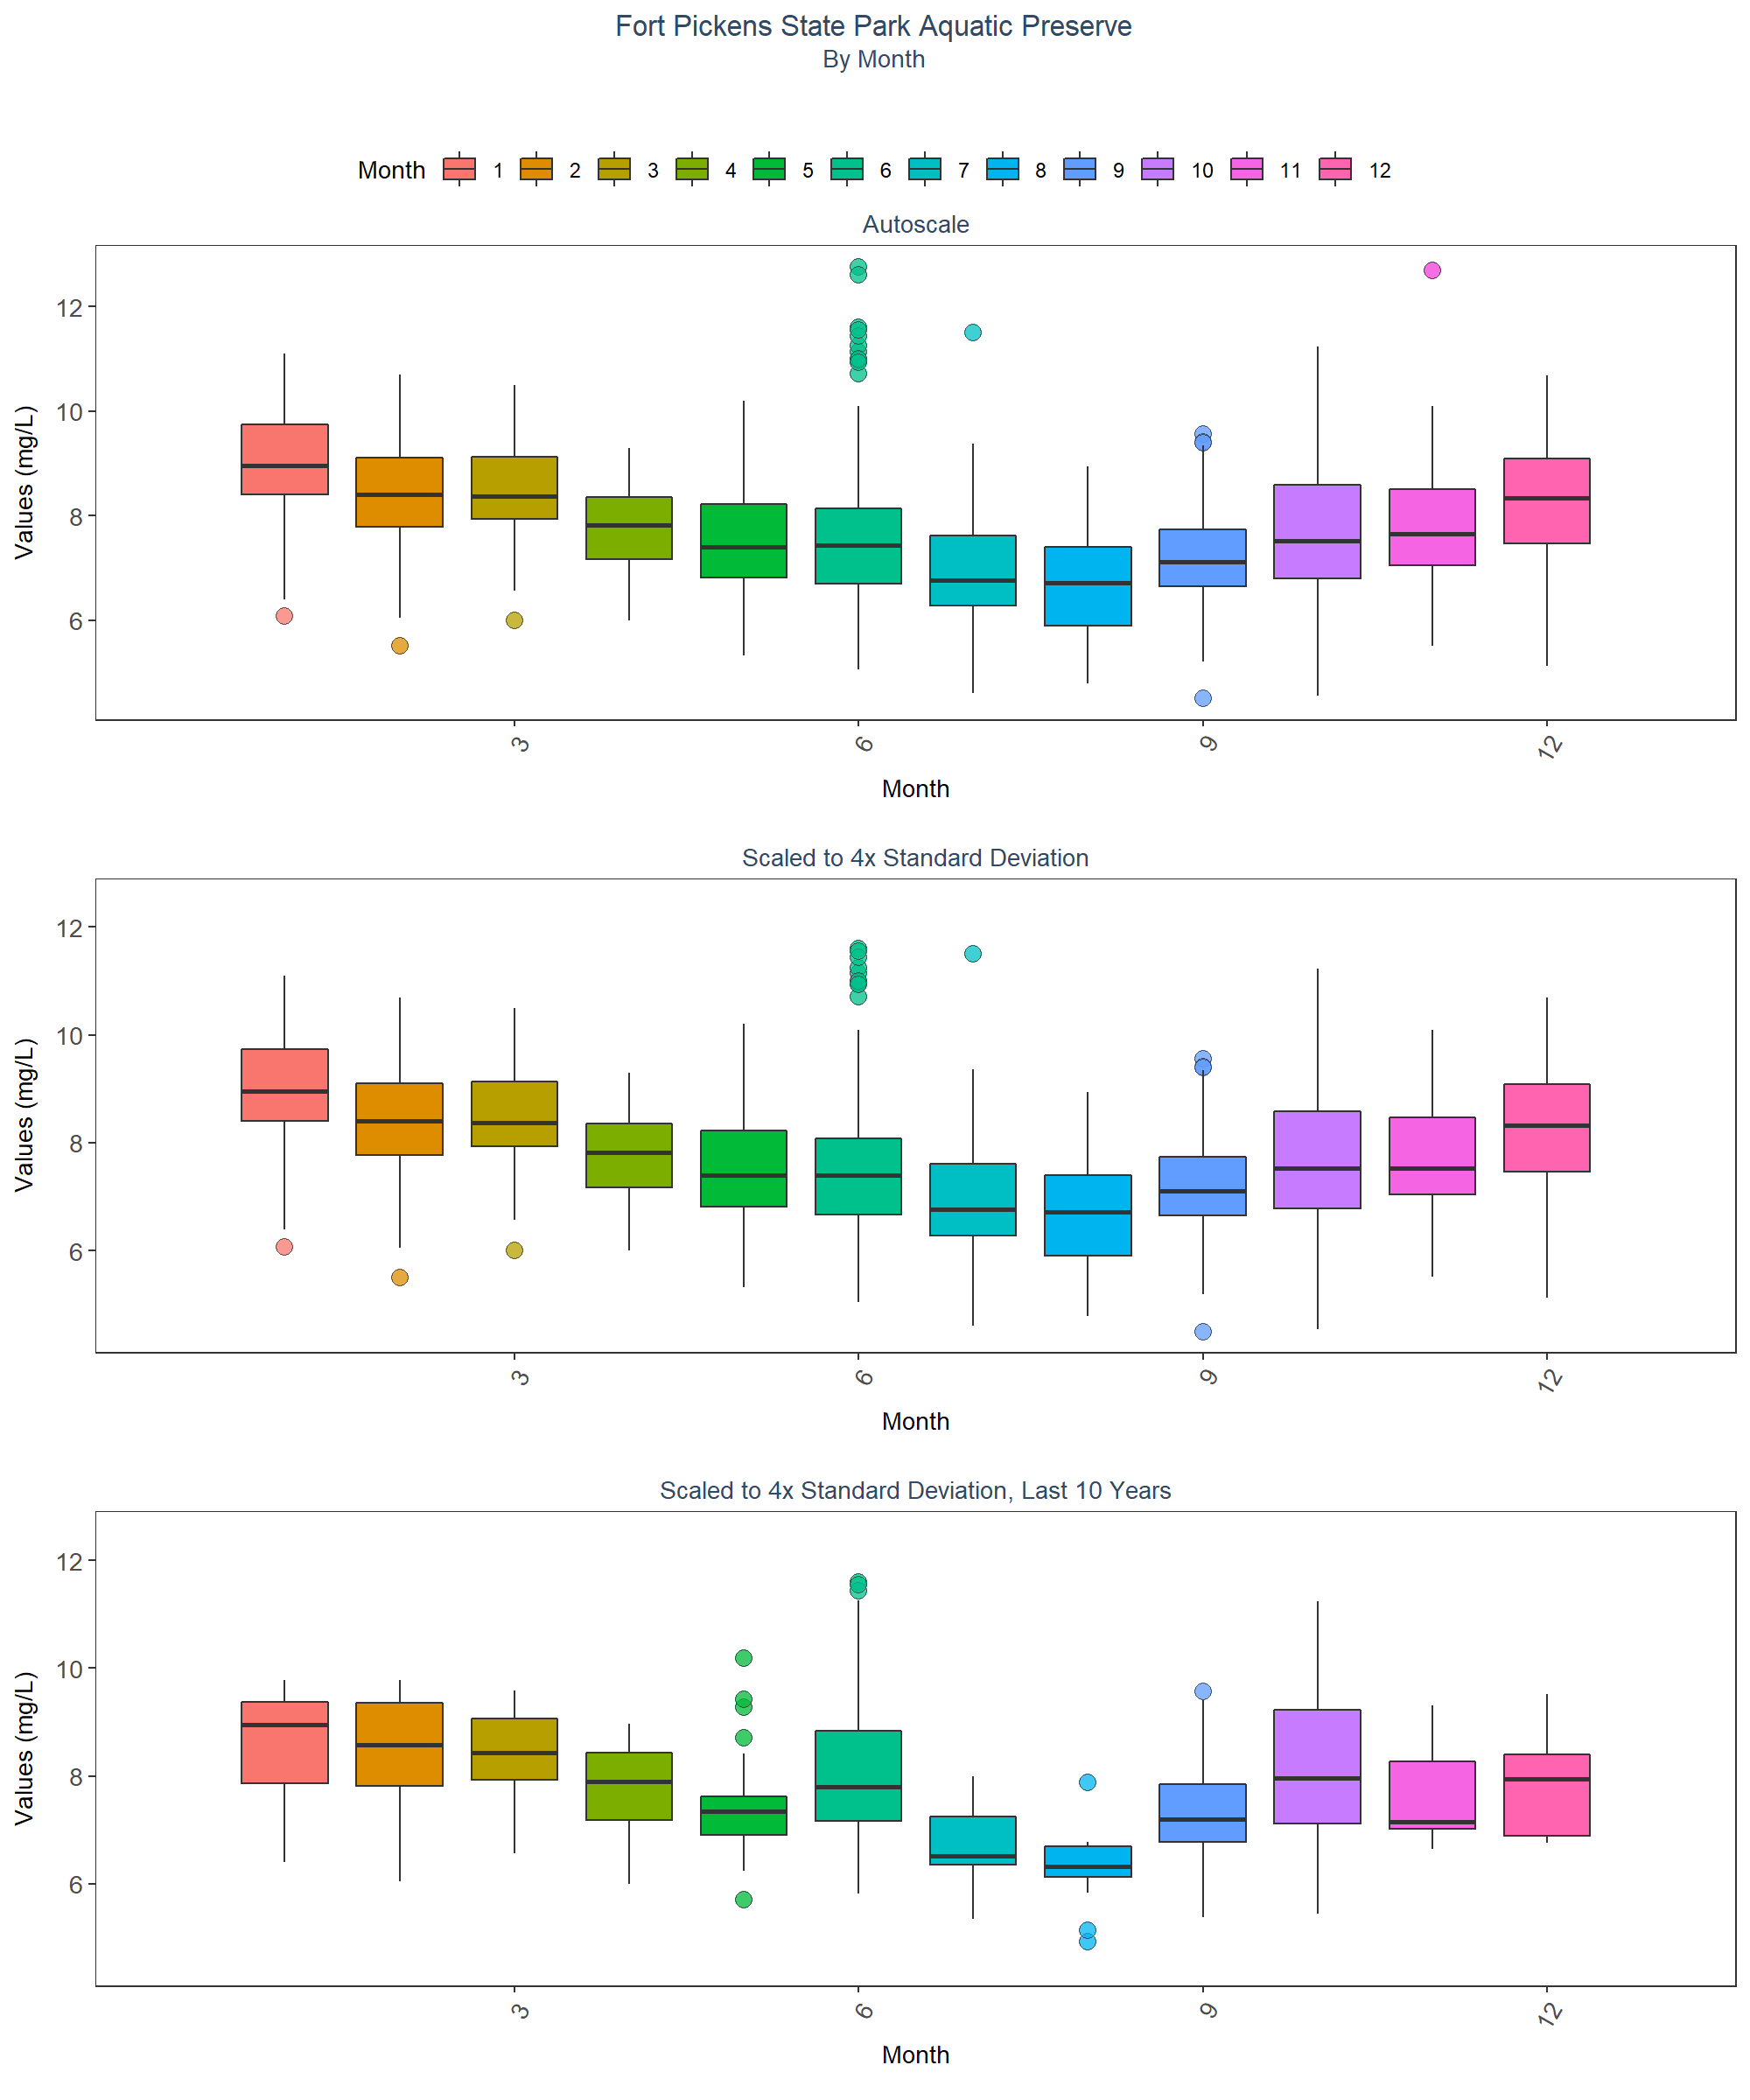 Fort Pickens State Park Aquatic Preserve
By Month
Month 1 2 3 4 5 6 7 8 9 10 11 12
Autoscale
Values (mg/L)
12
10
8
6
3 6 9 12
Month
Scaled to 4x Standard Deviation
Values (mg/L)
12
10
8
6
3 6 9 12
Month
Scaled to 4x Standard Deviation, Last 10 Years
Values (mg/L)
12
10
8
6
3 6 9 12
Month